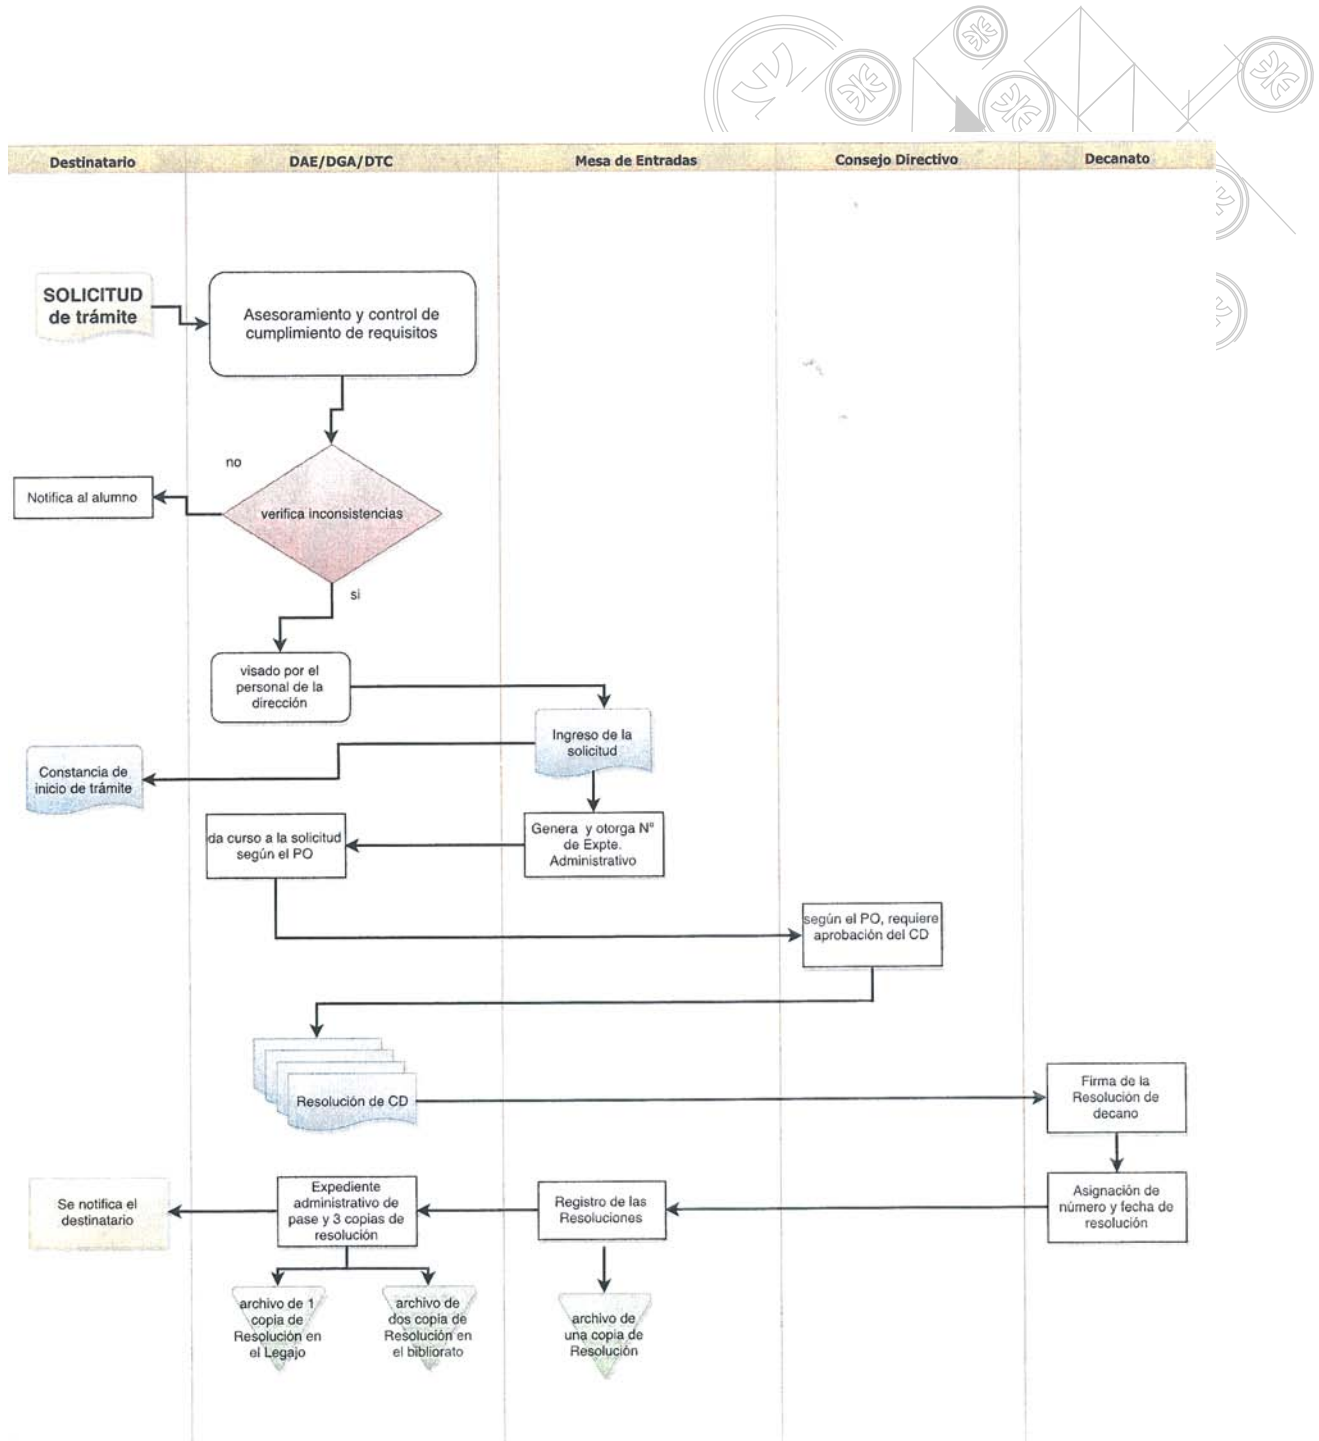 Destinatario
DAE/DGA/DTC
Mesa de Entradas
Consejo Directivo
Decanato
SOLICITUD
de trámite
Asesoramiento y control de
cumplimiento de requisitos
no
Notifica al alumno
verifica inconsistencias
si
visado por el
personal de la
dirección
Ingreso de la
solicitud
Constancia de
inicio de trámite
Genera y otorga Nº
de Expte.
Administrativo
da curso a la solicitud
según el PO
según el PO, requiere
aprobación del CD
Resolución de CD
Firma de la
Resolución de
decano
Asignación de
número y fecha de
resolución
Registro de las
Resoluciones
Expediente
administrativo de
pase y 3 copias de
resolución
Se notifica el
destinatario
archivo de 1
copia de
Resolución en
el Legajo
archivo de
dos copia de
Resolución en
el bibliorato
archivo de
una copia de
Resolución